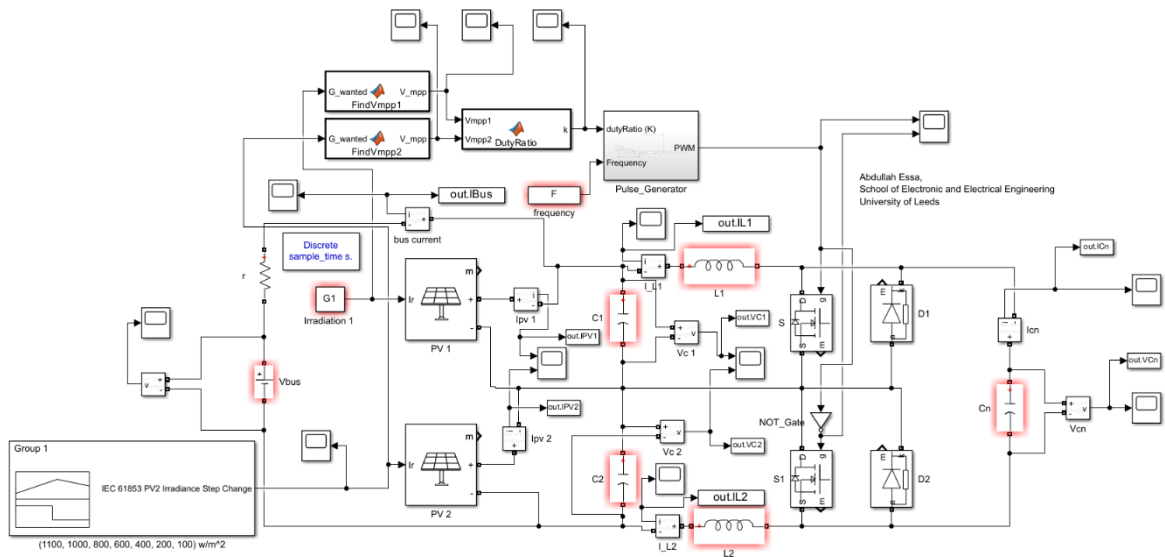 G_wanted
V_mpp
FindVmpp1
G_wanted
V_mpp
FindVmpp2
Vmpp1
Vmpp2
k
DutyRatio
dutyRatio (K)
Frequency
PWM
Pulse_Generator
Abdullah Essa,
School of Electronic and Electrical Engineering
University of Leeds
out.IBus
F
frequency
i
+
-
bus current
out.IL1
out.ICn
Discrete
sample_time s.
r
G1
Irradiation 1
Ir
m
+
-
PV 1
i
+
-
Ipv 1
out.IPV1
i
+
-
I_L1
+
L1
C1
+
+
-
v
Vc 1
out.VC1
g
D
S
m
S
m
k
a
D1
i
+
-
Icn
out.VCn
v
+
-
+
Vbus
+
Cn
+
-
v
Vcn
out.IPV2
i
-
+
Ipv 2
NOT_Gate
+
-
v
Vc 2
out.VC2
Ir
m
+
-
PV 2
C2
+
out.IL2
i
+
-
I_L2
+
L2
g
D
S
m
S1
m
k
a
D2
Group 1
IEC 61853 PV2 Irradiance Step Change
(1100, 1000, 800, 600, 400, 200, 100) w/m^2